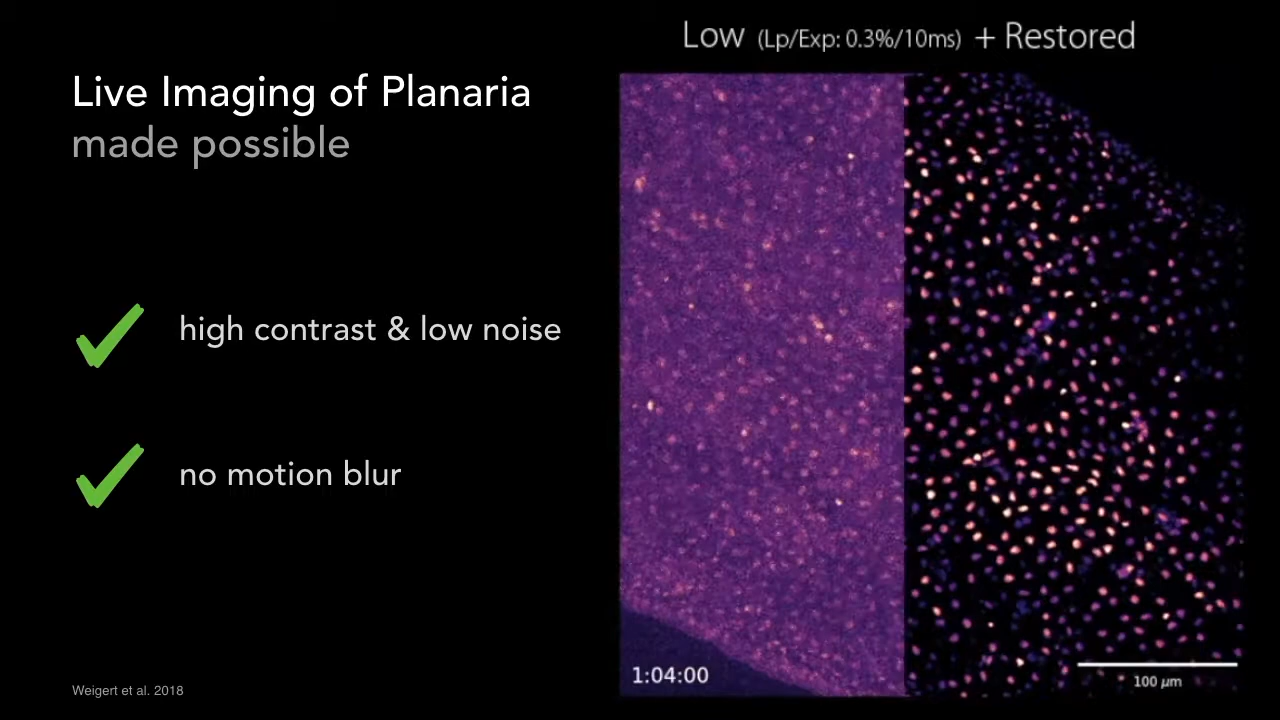 Low (Lp/Exp: 0.3%/10ms) + Restored
Live Imaging of Planaria
made possible
high contrast & low noise
no motion blur
1:04:00
100 μm
Weigert et al. 2018